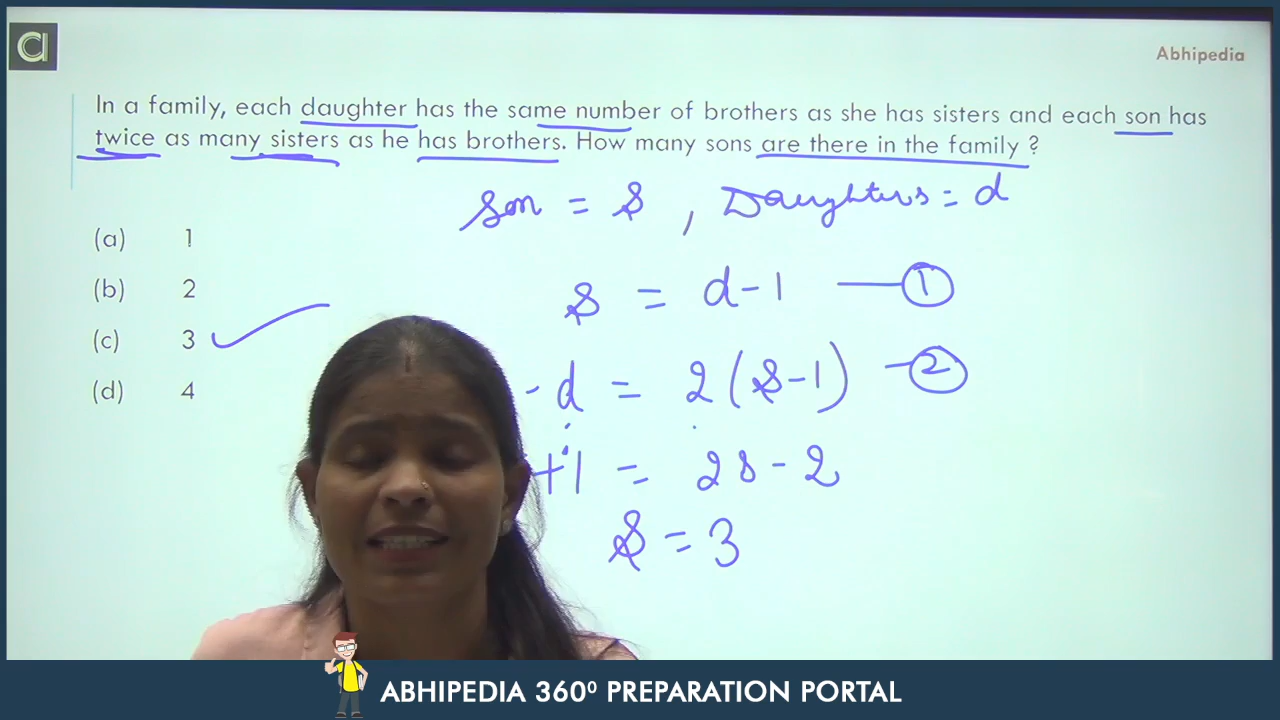 Abhipedia
In a family, each daughter has the same number of brothers as she has sisters and each son has
twice as many sisters as he has brothers. How many sons are there in the family ?
Son = S , Daughters = d
(a) 1
(b) 2
(c) 3
(d) 4
S = d - 1 — 1
- d = 2 (S - 1) - 2
+1 = 2S - 2
S = 3
ABHIPEDIA 360⁰ PREPARATION PORTAL